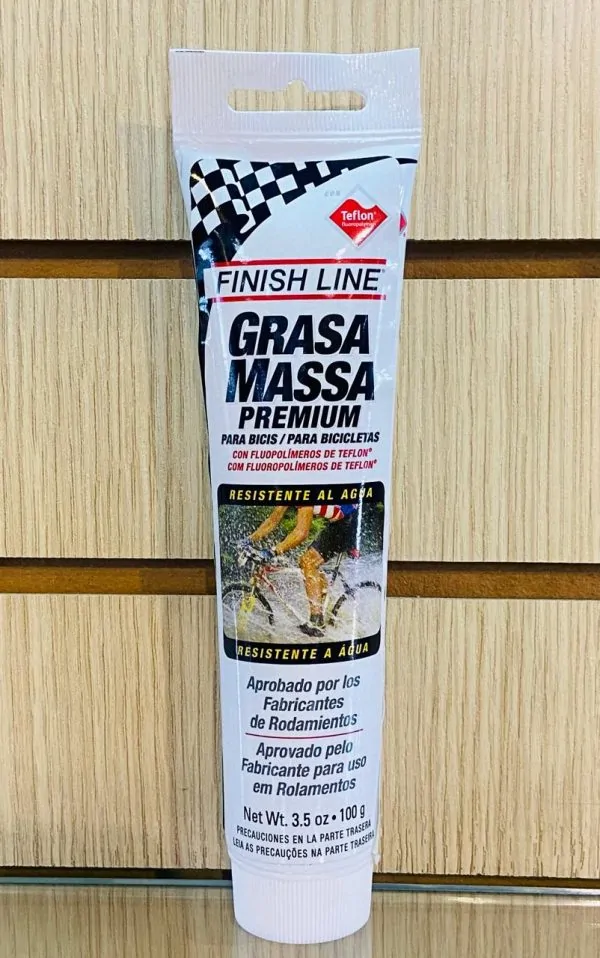 CON
Teflon®
fluoropolymer
FINISH LINE®
GRASA
MASSA
PREMIUM
PARA BICIS / PARA BICICLETAS
CON FLUOPOLÍMEROS DE TEFLON®
COM FLUOROPOLÍMEROS DE TEFLON®
RESISTENTE AL AGUA
RESISTENTE A ÁGUA
Aprobado por los
Fabricantes
de Rodamientos
Aprovado pelo
Fabricante para uso
em Rolamentos
Net Wt. 3.5 oz • 100 g
PRECAUCIONES EN LA PARTE TRASERA
LEIA AS PRECAUÇÕES NA PARTE TRASEIRA